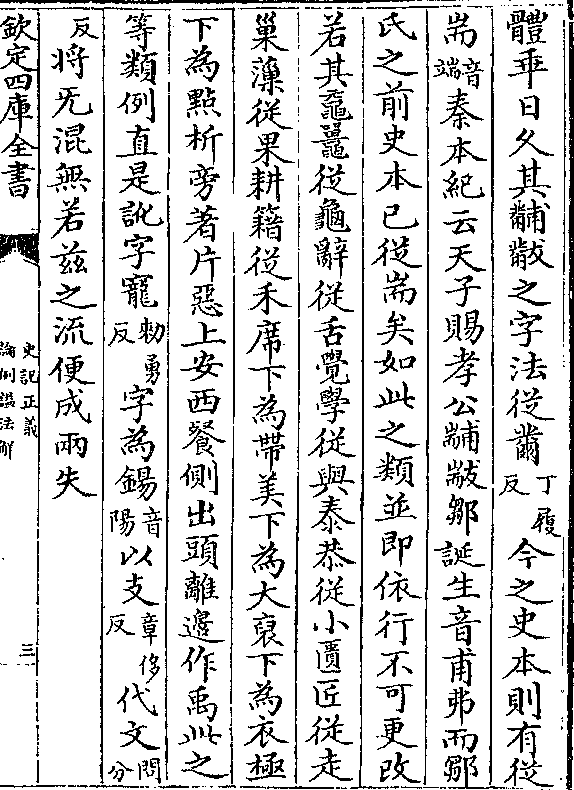 體乖日久其黼黻之字法從黹丁履反今之史本則有從
耑音端秦本紀云天子賜孝公黼黻鄒誕生音甫弗而鄒
氏之前史本已從耑矣如此之類並即依行不可更改
若其黿鼉從龜辭從舌覺學從與泰恭從小匱匠從走
巢藻從果耕籍從禾席下為帶美下為大裒下為衣極
下為點析旁著片惡上安西餐側出頭離邊作禹此之
等類例直是訛字寵勅勇反字為錫音陽以支章移反代文問分
反将旡混無若茲之流便成兩失
欽定四庫全書
史記正義
論例諡法解
三